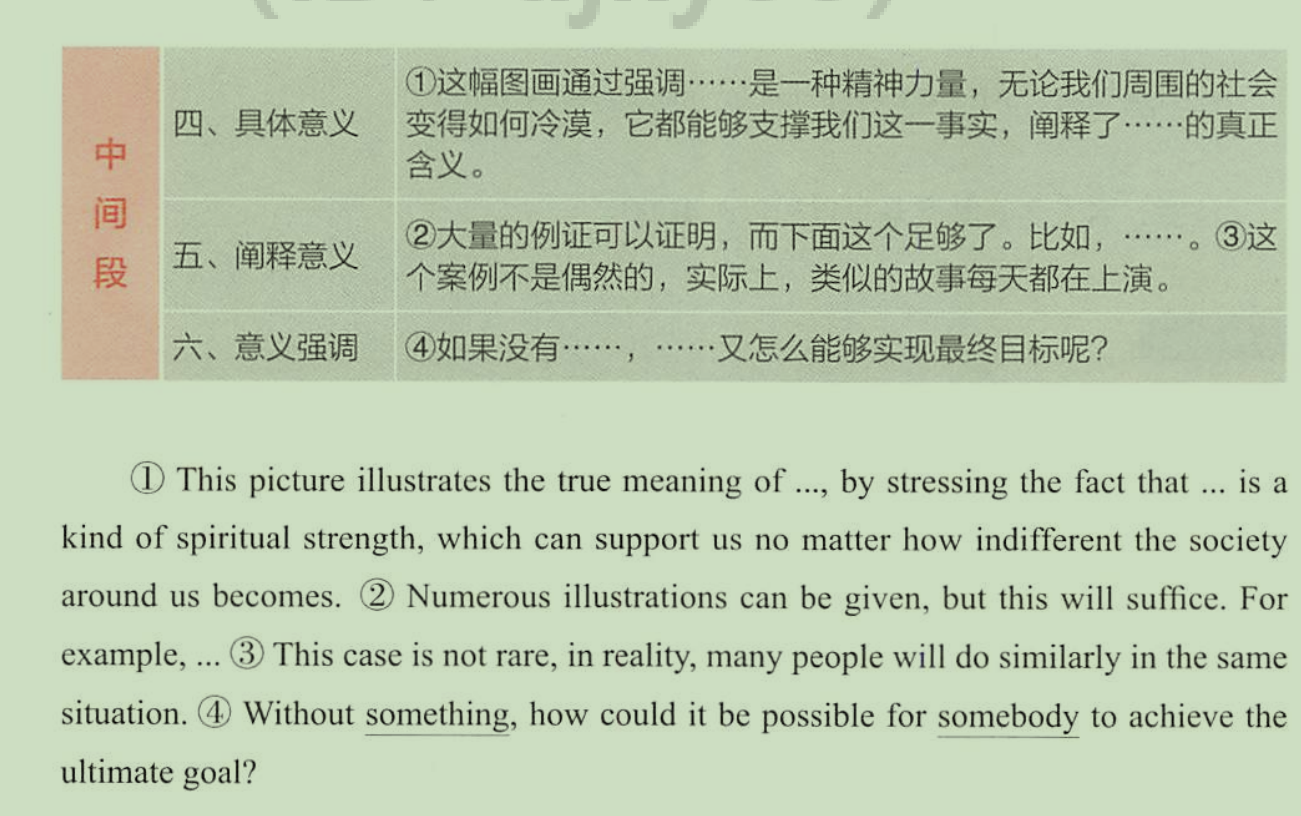 中间段
四、具体意义
①这幅图画通过强调……是一种精神力量，无论我们周围的社会
变得如何冷漠，它都能够支撑我们这一事实，阐释了……的真正
含义。
五、阐释意义
②大量的例证可以证明，而下面这个足够了。比如，……。③这
个案例不是偶然的，实际上，类似的故事每天都在上演。
六、意义强调
④如果没有……，……又怎么能够实现最终目标呢？
① This picture illustrates the true meaning of ..., by stressing the fact that ... is a
kind of spiritual strength, which can support us no matter how indifferent the society
around us becomes. ② Numerous illustrations can be given, but this will suffice. For
example, ... ③ This case is not rare, in reality, many people will do similarly in the same
situation. ④ Without something, how could it be possible for somebody to achieve the
ultimate goal?